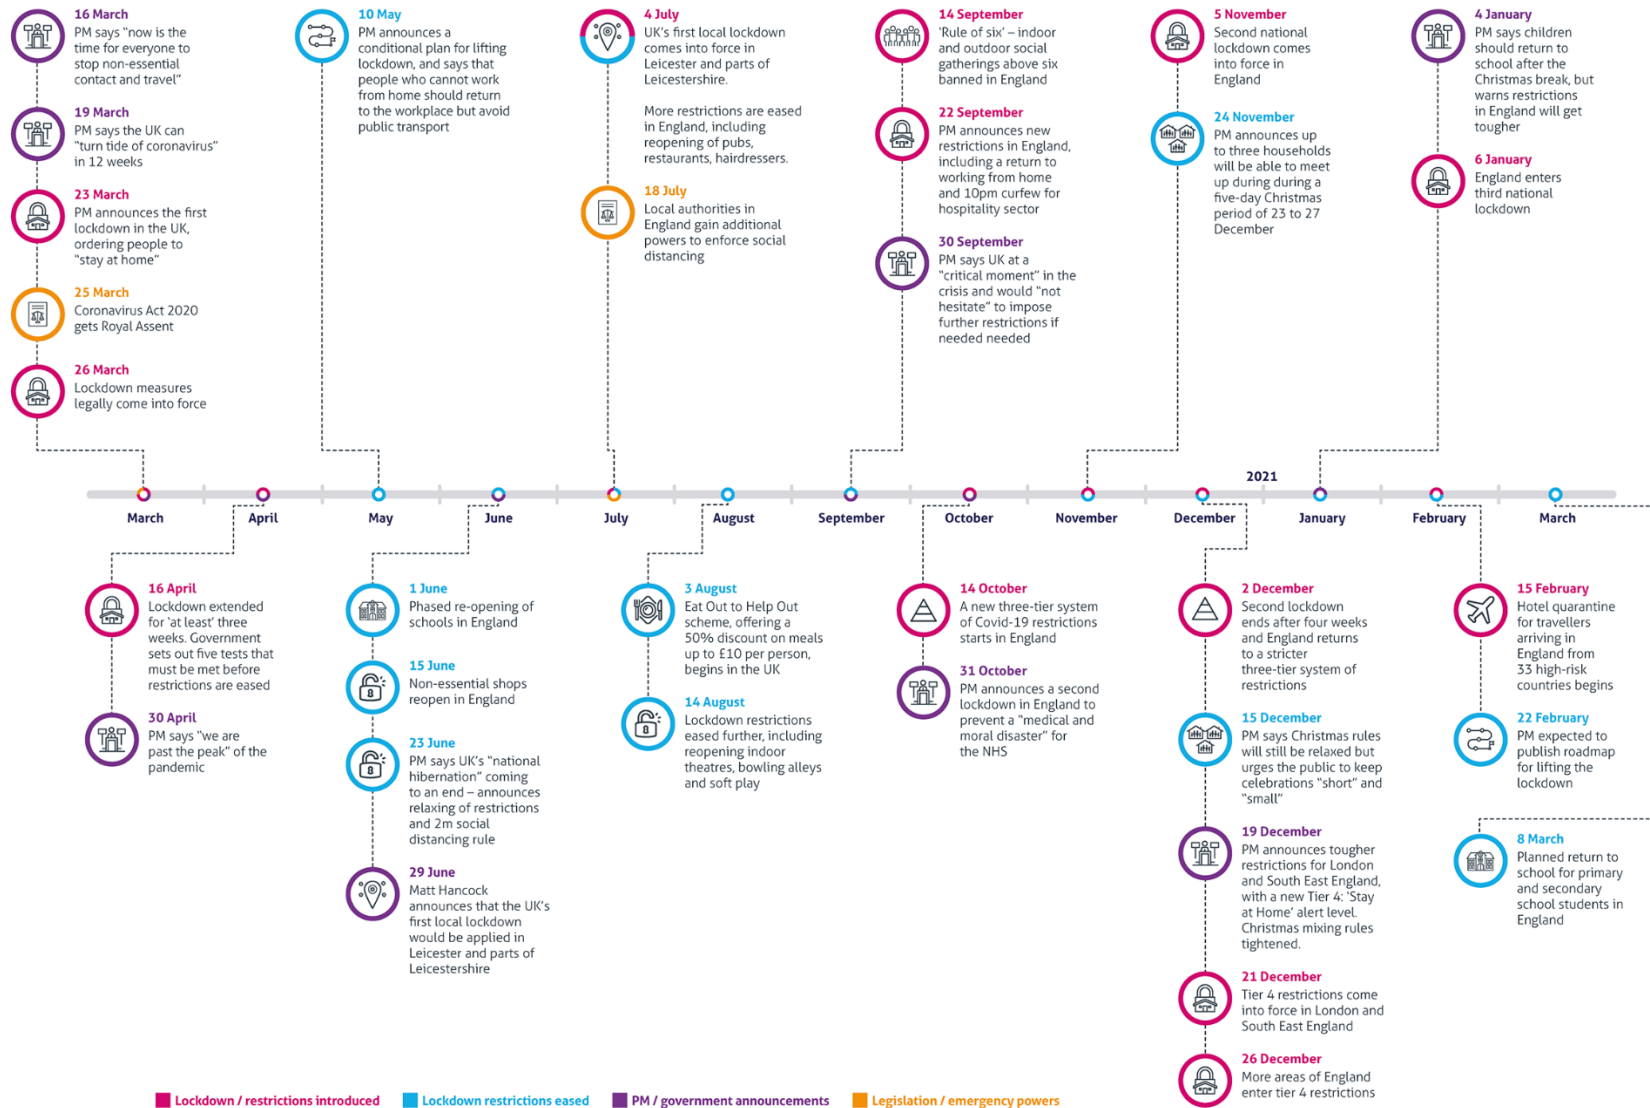 16 March
PM says "now is the
time for everyone to
stop non-essential
contact and travel"
19 March
PM says the UK can
"turn tide of coronavirus"
in 12 weeks
23 March
PM announces the first
lockdown in the UK,
ordering people to
"stay at home"
25 March
Coronavirus Act 2020
gets Royal Assent
26 March
Lockdown measures
legally come into force
10 May
PM announces a
conditional plan for lifting
lockdown, and says that
people who cannot work
from home should return
to the workplace but avoid
public transport
4 July
UK's first local lockdown
comes into force in
Leicester and parts of
Leicestershire.
More restrictions are eased
in England, including
reopening of pubs,
restaurants, hairdressers.
18 July
Local authorities in
England gain additional
powers to enforce social
distancing
14 September
'Rule of six' – indoor
and outdoor social
gatherings above six
banned in England
22 September
PM announces new
restrictions in England,
including a return to
working from home
and 10pm curfew for
hospitality sector
30 September
PM says UK at a
"critical moment" in the
crisis and would "not
hesitate" to impose
further restrictions if
needed needed
5 November
Second national
lockdown comes
into force in
England
24 November
PM announces up
to three households
will be able to meet
up during during a
five-day Christmas
period of 23 to 27
December
4 January
PM says children
should return to
school after the
Christmas break, but
warns restrictions
in England will get
tougher
6 January
England enters
third national
lockdown
2021
March
April
May
June
July
August
September
October
November
December
January
February
March
16 April
Lockdown extended
for 'at least' three
weeks. Government
sets out five tests that
must be met before
restrictions are eased
30 April
PM says "we are
past the peak" of the
pandemic
1 June
Phased re-opening of
schools in England
15 June
Non-essential shops
reopen in England
23 June
PM says UK's "national
hibernation" coming
to an end – announces
relaxing of restrictions
and 2m social
distancing rule
29 June
Matt Hancock
announces that the UK's
first local lockdown
would be applied in
Leicester and parts of
Leicestershire
3 August
Eat Out to Help Out
scheme, offering a
50% discount on meals
up to £10 per person,
begins in the UK
14 August
Lockdown restrictions
eased further, including
reopening indoor
theatres, bowling alleys
and soft play
14 October
A new three-tier system
of Covid-19 restrictions
starts in England
31 October
PM announces a second
lockdown in England to
prevent a "medical and
moral disaster" for
the NHS
2 December
Second lockdown
ends after four weeks
and England returns
to a stricter
three-tier system of
restrictions
15 December
PM says Christmas rules
will still be relaxed but
urges the public to keep
celebrations "short" and
"small"
19 December
PM announces tougher
restrictions for London
and South East England,
with a new Tier 4: 'Stay
at Home' alert level.
Christmas mixing rules
tightened.
21 December
Tier 4 restrictions come
into force in London and
South East England
26 December
More areas of England
enter tier 4 restrictions
15 February
Hotel quarantine
for travellers
arriving in
England from
33 high-risk
countries begins
22 February
PM expected to
publish roadmap
for lifting the
lockdown
8 March
Planned return to
school for primary
and secondary
school students in
England
Lockdown / restrictions introduced
Lockdown restrictions eased
PM / government announcements
Legislation / emergency powers